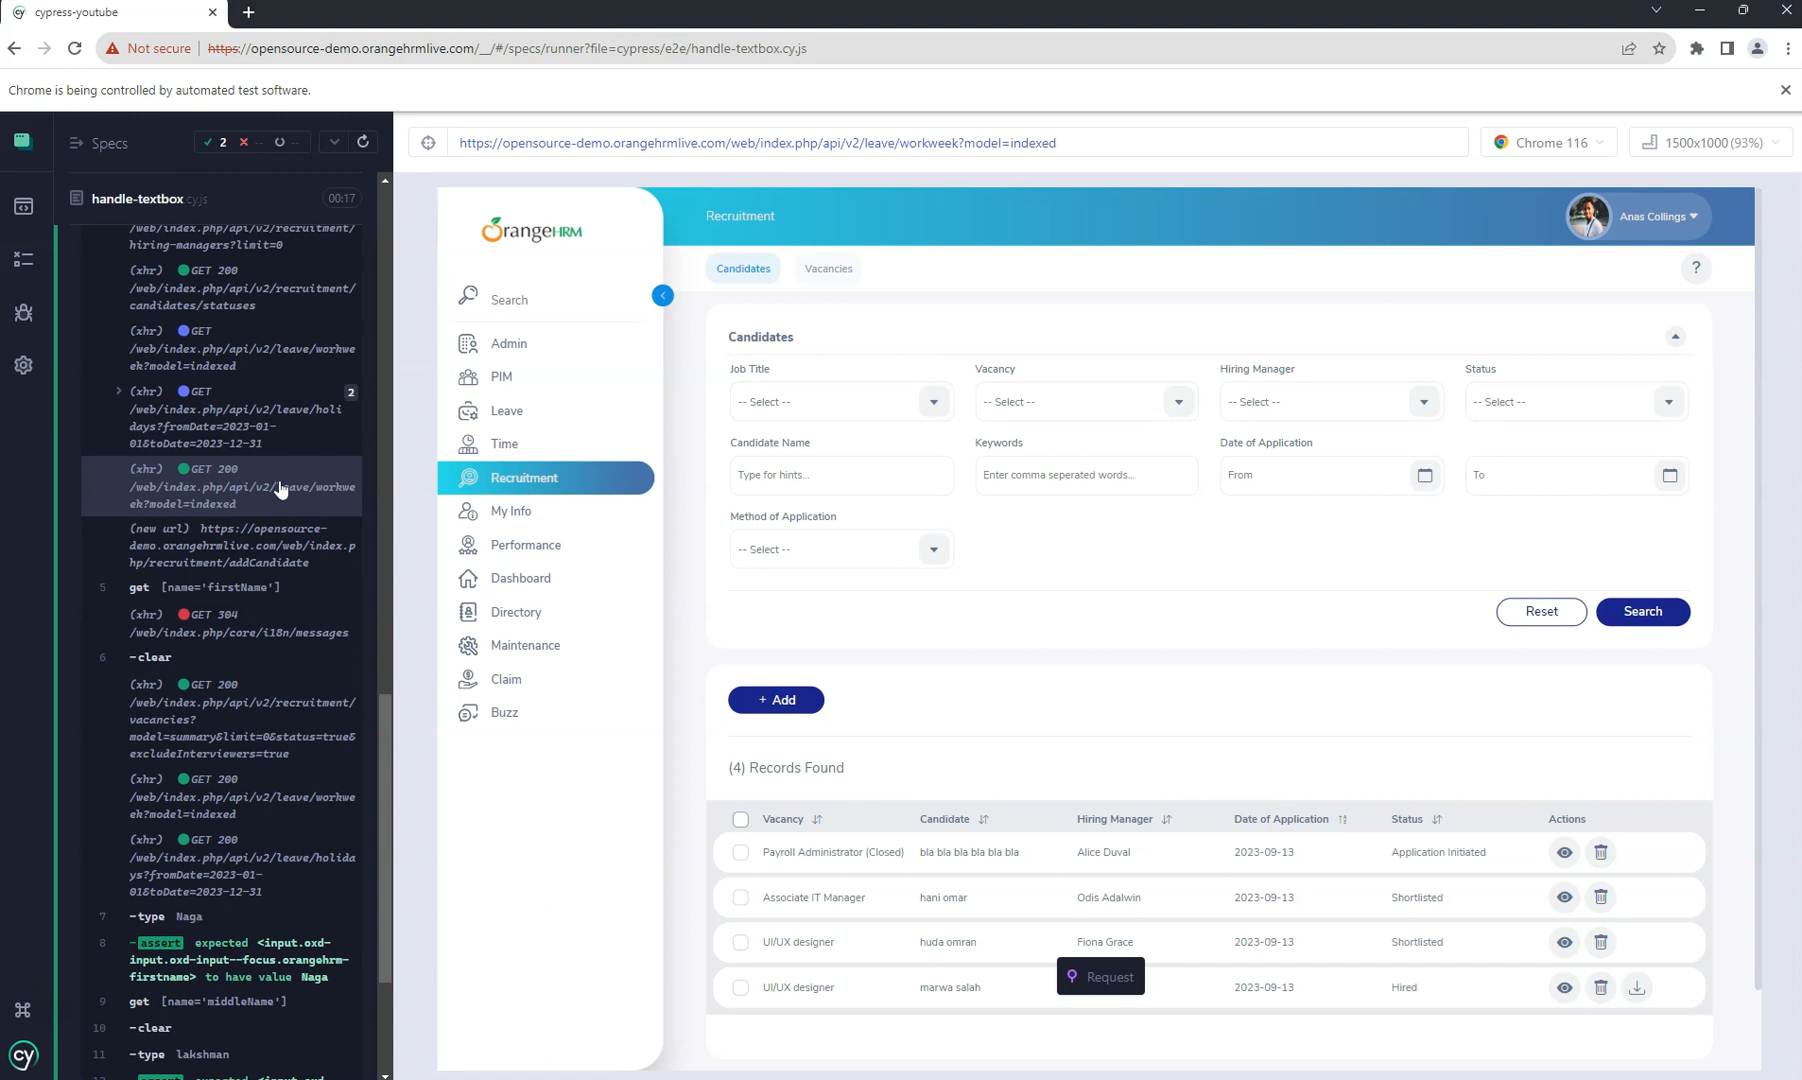 cypress-youtube
Not secure https://opensource-demo.orangehrmlive.com/__/#/specs/runner?file=cypress/e2e/handle-textbox.cy.js
Chrome is being controlled by automated test software.
Specs
2 -- --
https://opensource-demo.orangehrmlive.com/web/index.php/api/v2/leave/workweek?model=indexed
Chrome 116
1500x1000 (93%)
handle-textbox cy.js 00:17
/web/index.php/api/v2/recruitment/
hiring-managers?limit=0
(xhr) GET 200
/web/index.php/api/v2/recruitment/
candidates/statuses
(xhr) GET
/web/index.php/api/v2/leave/workwe
ek?model=indexed
(xhr) GET 2
/web/index.php/api/v2/leave/holi
days?fromDate=2023-01-
01&toDate=2023-12-31
(xhr) GET 200
/web/index.php/api/v2/leave/workwe
ek?model=indexed
(new url) https://opensource-
demo.orangehrmlive.com/web/index.p
hp/recruitment/addCandidate
5 get [name='firstName']
(xhr) GET 304
/web/index.php/core/i18n/messages
6 -clear
(xhr) GET 200
/web/index.php/api/v2/recruitment/
vacancies?
model=summary&limit=0&status=true&
excludeInterviewers=true
(xhr) GET 200
/web/index.php/api/v2/leave/workwe
ek?model=indexed
(xhr) GET 200
/web/index.php/api/v2/leave/holida
ys?fromDate=2023-01-
01&toDate=2023-12-31
7 -type Naga
8 -assert expected <input.oxd-
input.oxd-input--focus.orangehrm-
firstname> to have value Naga
9 get [name='middleName']
10 -clear
11 -type lakshman
OrangeHRM
Search
Admin
PIM
Leave
Time
Recruitment
My Info
Performance
Dashboard
Directory
Maintenance
Claim
Buzz
Recruitment
Anas Collings
Candidates Vacancies ?
Candidates
Job Title Vacancy Hiring Manager Status
-- Select -- -- Select -- -- Select -- -- Select --
Candidate Name Keywords Date of Application
Type for hints... Enter comma seperated words... From To
Method of Application
-- Select --
Reset Search
+ Add
(4) Records Found
Vacancy Candidate Hiring Manager Date of Application Status Actions
Payroll Administrator (Closed) bla bla bla bla bla bla Alice Duval 2023-09-13 Application Initiated
Associate IT Manager hani omar Odis Adalwin 2023-09-13 Shortlisted
UI/UX designer huda omran Fiona Grace 2023-09-13 Shortlisted
Request
UI/UX designer marwa salah 2023-09-13 Hired